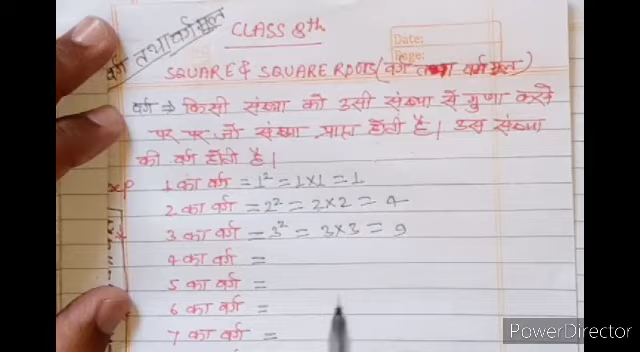 वर्ग तथा वर्गमूल
CLASS 8th
Date:
Page:
SQUARE & SQUARE ROOTS (वर्ग तथा वर्गमूल)
वर्ग → किसी संख्या को उसी संख्या से गुणा करने
पर पर जो संख्या प्राप्त होती है। उस संख्या
की वर्ग होती है।
1 का वर्ग = 1² = 1×1 = 1
2 का वर्ग = 2² = 2×2 = 4
3 का वर्ग = 3² = 3×3 = 9
4 का वर्ग =
5 का वर्ग =
6 का वर्ग =
7 का वर्ग =
PowerDirector